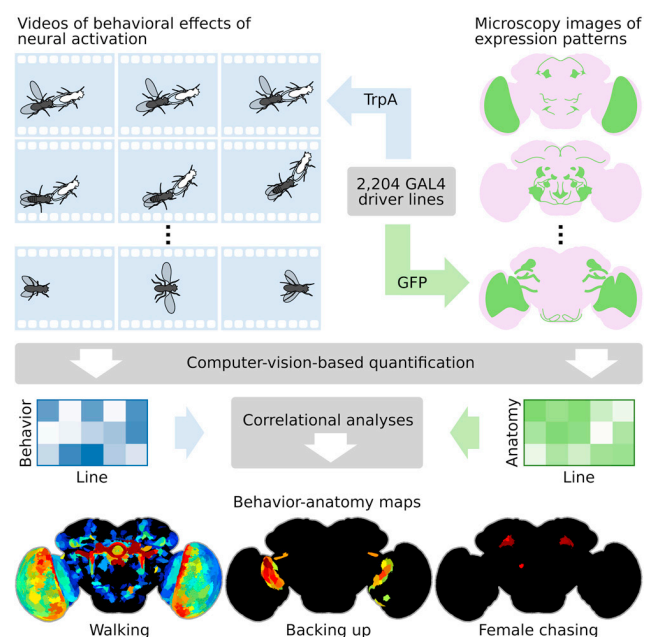 Videos of behavioral effects of
neural activation
Microscopy images of
expression patterns
TrpA
2,204 GAL4
driver lines
GFP
Computer-vision-based quantification
Behavior
Line
Correlational analyses
Anatomy
Line
Behavior-anatomy maps
Walking
Backing up
Female chasing